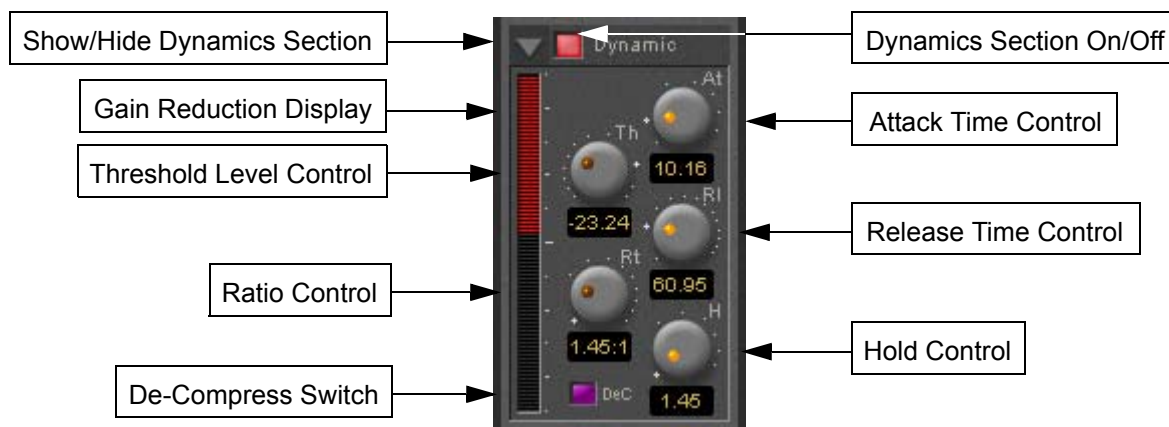 Show/Hide Dynamics Section
Gain Reduction Display
Threshold Level Control
Ratio Control
De-Compress Switch
Dynamic
At
10.16
Th
-23.24
Rl
60.95
Rt
1.45:1
H
1.45
DeC
Dynamics Section On/Off
Attack Time Control
Release Time Control
Hold Control